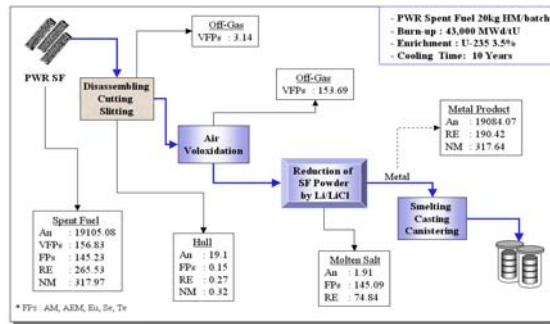 - PWR Spent Fuel 20kg HM/batch
- Burn-up : 43,000 MWd/tU
- Enrichment : U-235 3.5%
- Cooling Time: 10 Years
Off-Gas
VFPs : 3.14
PWR SF
Disassembling
Cutting
Slitting
Off-Gas
VFPs : 153.69
Air
Voloxidation
Metal Product
An : 19084.07
RE : 190.42
NM : 317.64
Reduction of
SF Powder
by Li/LiCl
Metal
Smelting
Casting
Canistering
Spent Fuel
An : 19105.08
VFPs : 156.83
FPs : 145.23
RE : 265.53
NM : 317.97
Hull
An : 19.1
FPs : 0.15
RE : 0.27
NM : 0.32
Molten Salt
An : 1.91
FPs : 145.09
RE : 74.84
* FPs : AM, AEM, Eu, Se, Te